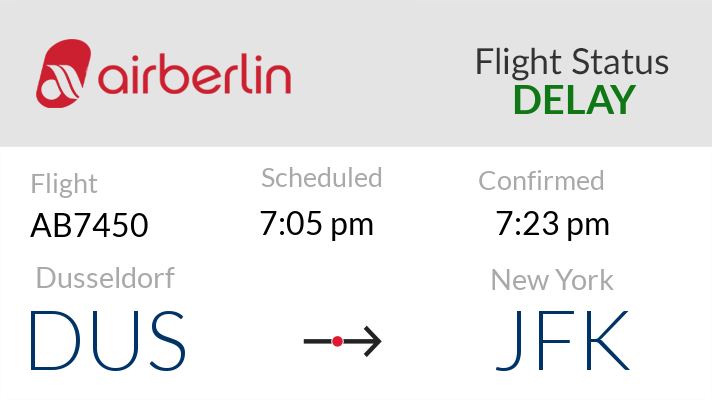 airberlin
Flight Status
DELAY
Flight Scheduled Confirmed
AB7450 7:05 pm 7:23 pm
Dusseldorf New York
DUS JFK